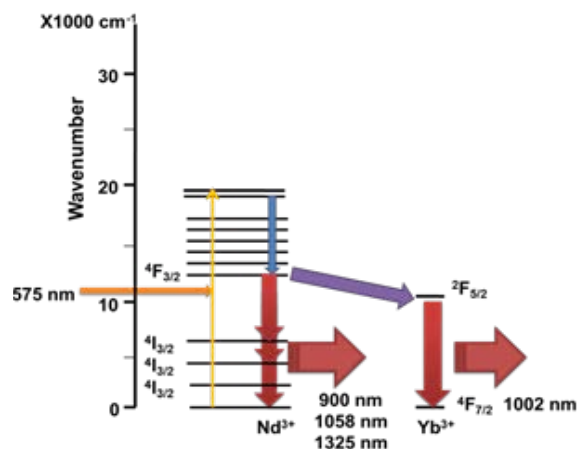 X1000 cm⁻¹
Wavenumber
30
20
10
0
575 nm
⁴F₃/₂
⁴I₃/₂
⁴I₃/₂
⁴I₃/₂
Nd³⁺
900 nm
1058 nm
1325 nm
²F₅/₂
⁴F₇/₂
1002 nm
Yb³⁺